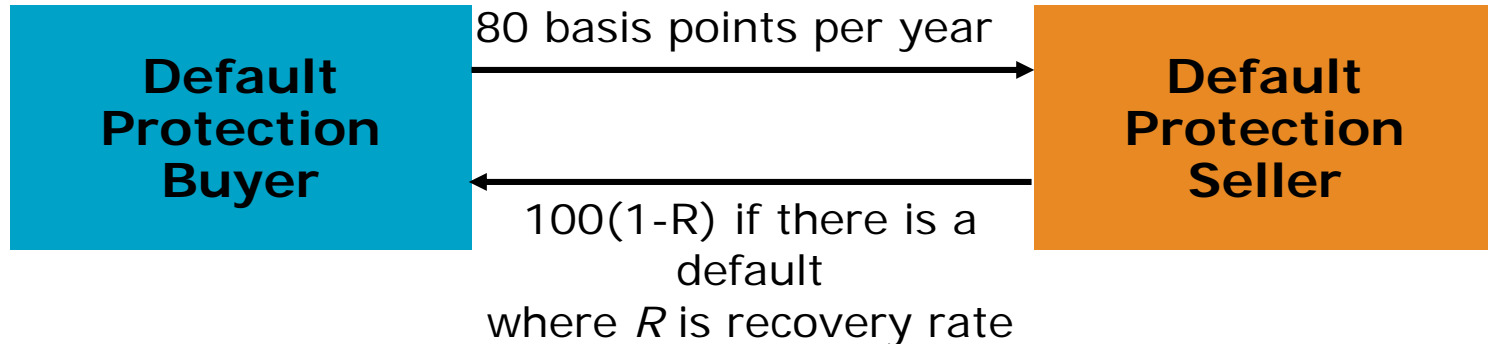 Default
Protection
Buyer
80 basis points per year
100(1-R) if there is a
default
where R is recovery rate
Default
Protection
Seller